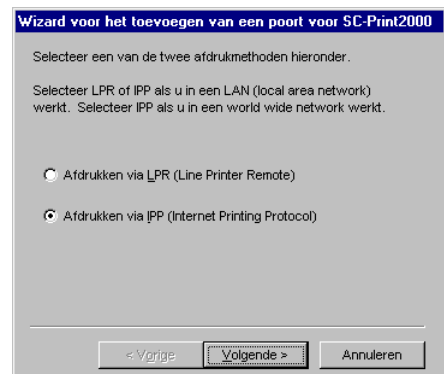 Wizard voor het toevoegen van een poort voor SC-Print2000
Selecteer een van de twee afdrukmethoden hieronder.
Selecteer LPR of IPP als u in een LAN (local area network)
werkt. Selecteer IPP als u in een world wide network werkt.
Afdrukken via LPR (Line Printer Remote)
Afdrukken via IPP (Internet Printing Protocol)
< Vorige Volgende > Annuleren